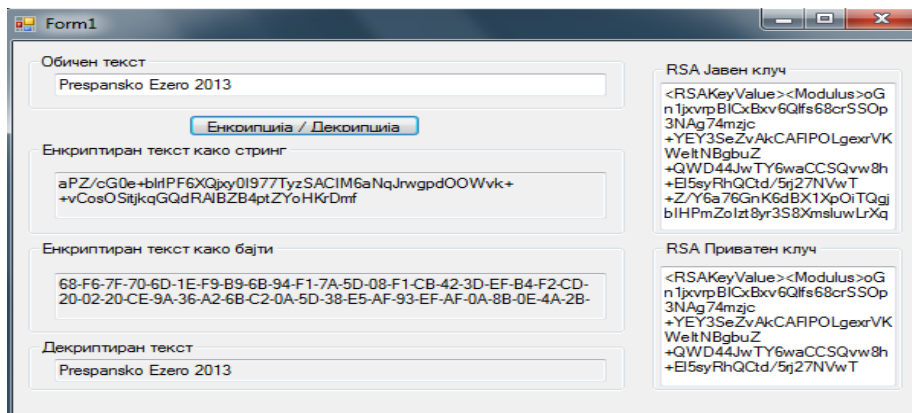 Form1
Обичен текст
Prespansko Ezero 2013
Енкрипција / Декрипција
Енкриптиран текст како стринг
aPZ/cG0e+blrlPF6XQjxy0I977TyzSACIM6aNqJrwgpdOOWvk+
+vCosOSitjkqGQdRAIBZB4ptZYoHKrDmf
Енкриптиран текст како бајти
68-F6-7F-70-6D-1E-F9-B9-6B-94-F1-7A-5D-08-F1-CB-42-3D-EF-B4-F2-CD-
20-02-20-CE-9A-36-A2-6B-C2-0A-5D-38-E5-AF-93-EF-AF-0A-8B-0E-4A-2B-
Декриптиран текст
Prespansko Ezero 2013
RSA Јавен клуч
<RSAKeyValue><Modulus>oG
n1jxvrpBICxBxv6Qlfs68crSSOp
3NAg74mzjc
+YEY3SeZvAkCAFlPOLgexrVK
WeltNBgbuZ
+QWD44JwTY6waCCSQvw8h
+El5syRhQCtd/5rj27NVwT
+Z/Y6a76GnK6dBX1XpOiTQgj
bIHPmZolzt8yr3S8XmsluwLrXq
RSA Приватен клуч
<RSAKeyValue><Modulus>oG
n1jxvrpBICxBxv6Qlfs68crSSOp
3NAg74mzjc
+YEY3SeZvAkCAFlPOLgexrVK
WeltNBgbuZ
+QWD44JwTY6waCCSQvw8h
+El5syRhQCtd/5rj27NVwT